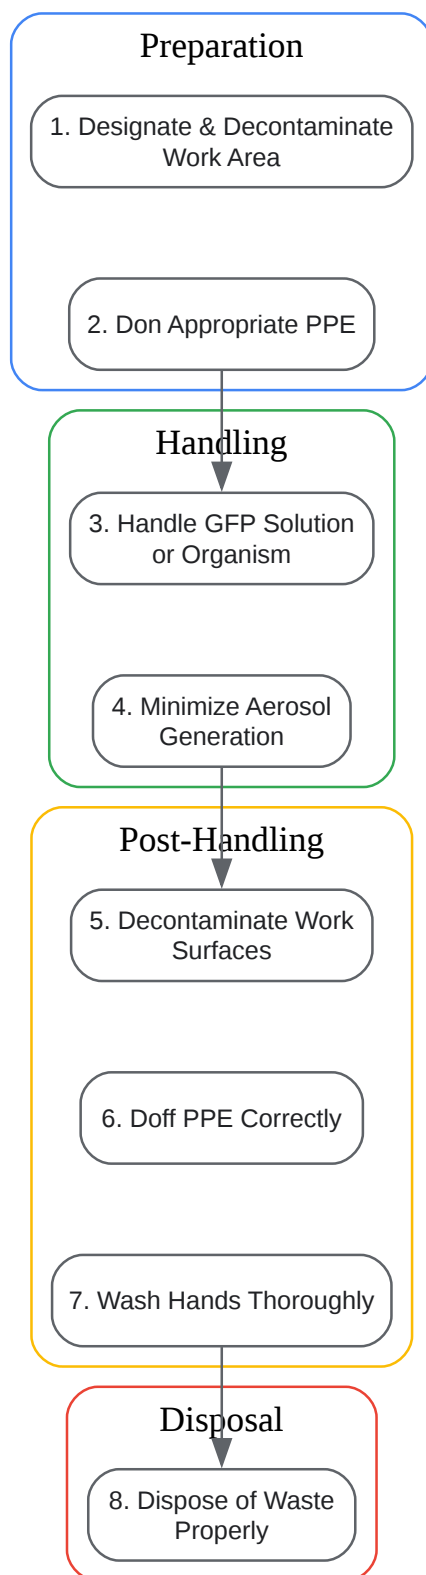 Preparation
1. Designate & Decontaminate
Work Area
2. Don Appropriate PPE
Handling
3. Handle GFP Solution
or Organism
4. Minimize Aerosol
Generation
Post-Handling
5. Decontaminate Work
Surfaces
6. Doff PPE Correctly
7. Wash Hands Thoroughly
Disposal
8. Dispose of Waste
Properly